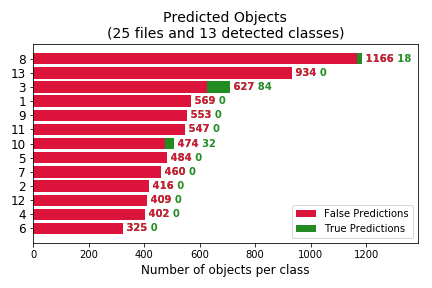 Predicted Objects
(25 files and 13 detected classes)
8 1166 18
13 934 0
3 627 84
1 569 0
9 553 0
11 547 0
10 474 32
5 484 0
7 460 0
2 416 0
12 409 0
4 402 0
6 325 0
False Predictions
True Predictions
0 200 400 600 800 1000 1200
Number of objects per class